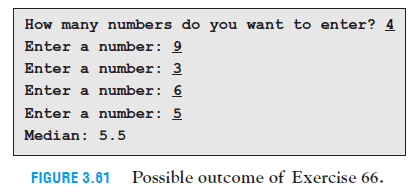 How many numbers do you want to enter? 4
Enter a number: 9
Enter a number: 3
Enter a number: 6
Enter a number: 5
Median: 5.5
FIGURE 3.61 Possible outcome of Exercise 66.